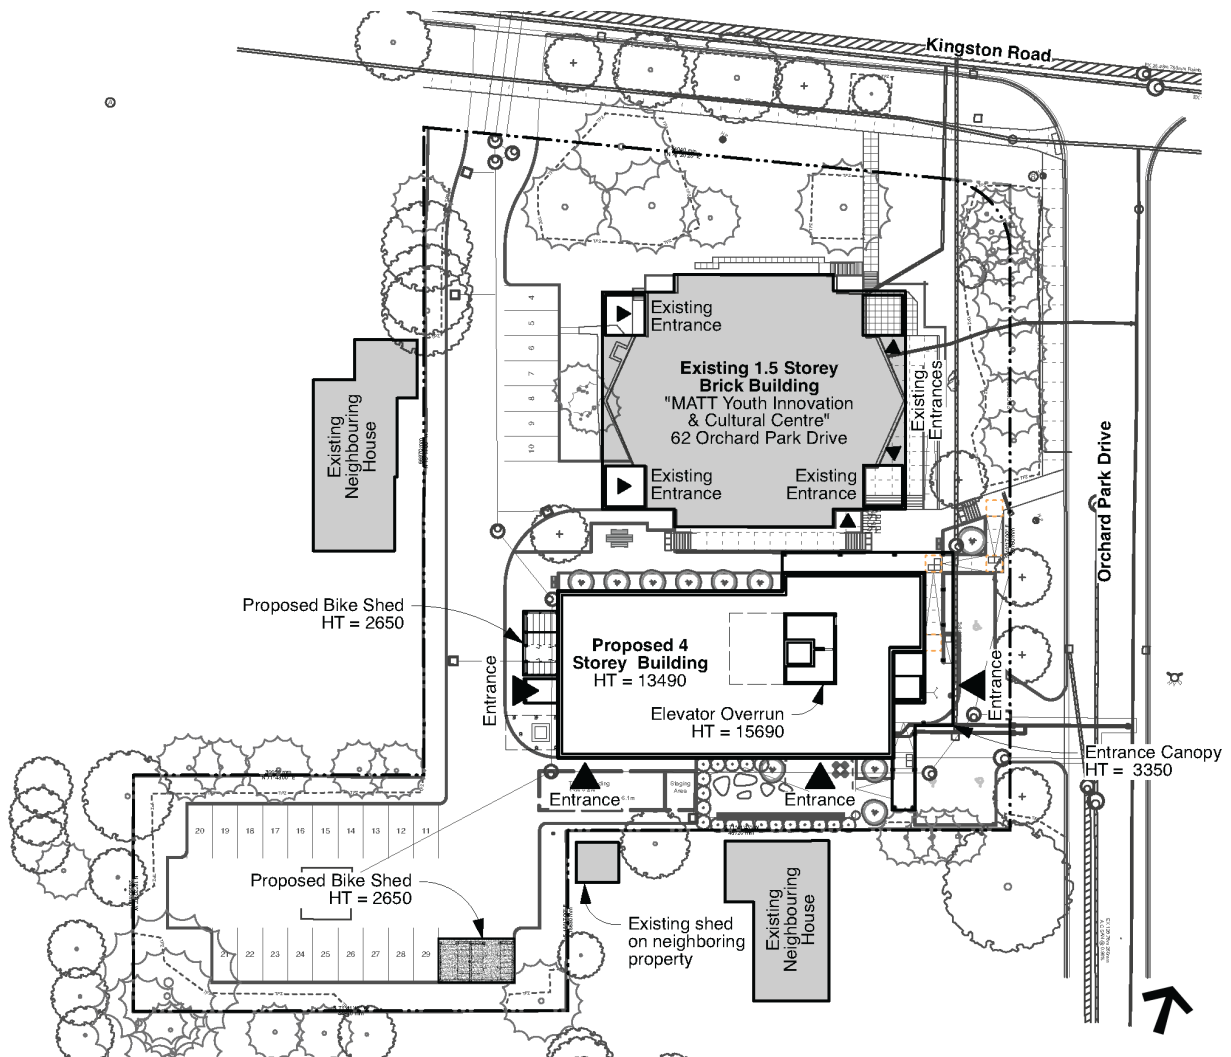 Kingston Road
Existing
Entrance
4
5
6
7
8
9
10
Existing 1.5 Storey
Brick Building
"MATT Youth Innovation
& Cultural Centre"
62 Orchard Park Drive
Existing
Entrances
Existing
Neighbouring
House
Existing
Entrance
Existing
Entrance
Orchard Park Drive
Proposed Bike Shed
HT = 2650
Proposed 4
Storey Building
HT = 13490
Entrance
Entrance
Elevator Overrun
HT = 15690
Entrance Canopy
HT = 3350
Entrance
Staging
Area
Entrance
20 19 18 17 16 15 14 13 12 11
Proposed Bike Shed
HT = 2650
Existing shed
on neighboring
property
Existing
Neighbouring
House
21 22 23 24 25 26 27 28 29